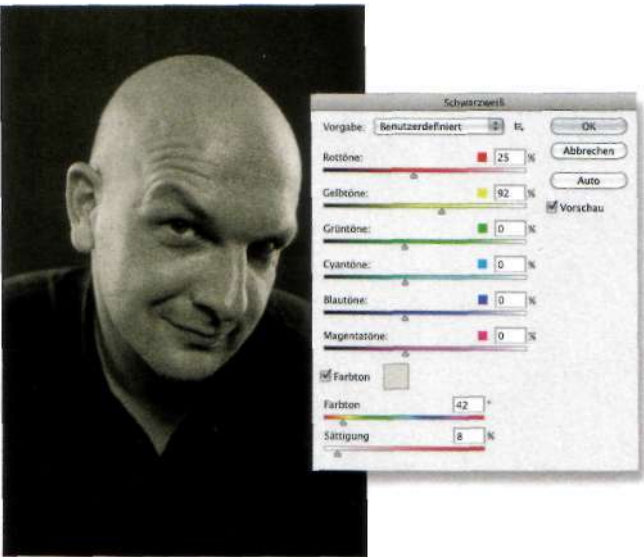 Schwarzweiß
Vorgabe: Benutzerdefiniert OK
Abbrechen
Auto
Vorschau
Rottöne: 25 %
Gelbtöne: 92 %
Grüntöne: 0 %
Cyantöne: 0 %
Blautöne: 0 %
Magentatöne: 0 %
Farbton
Farbton 42 °
Sättigung 8 %